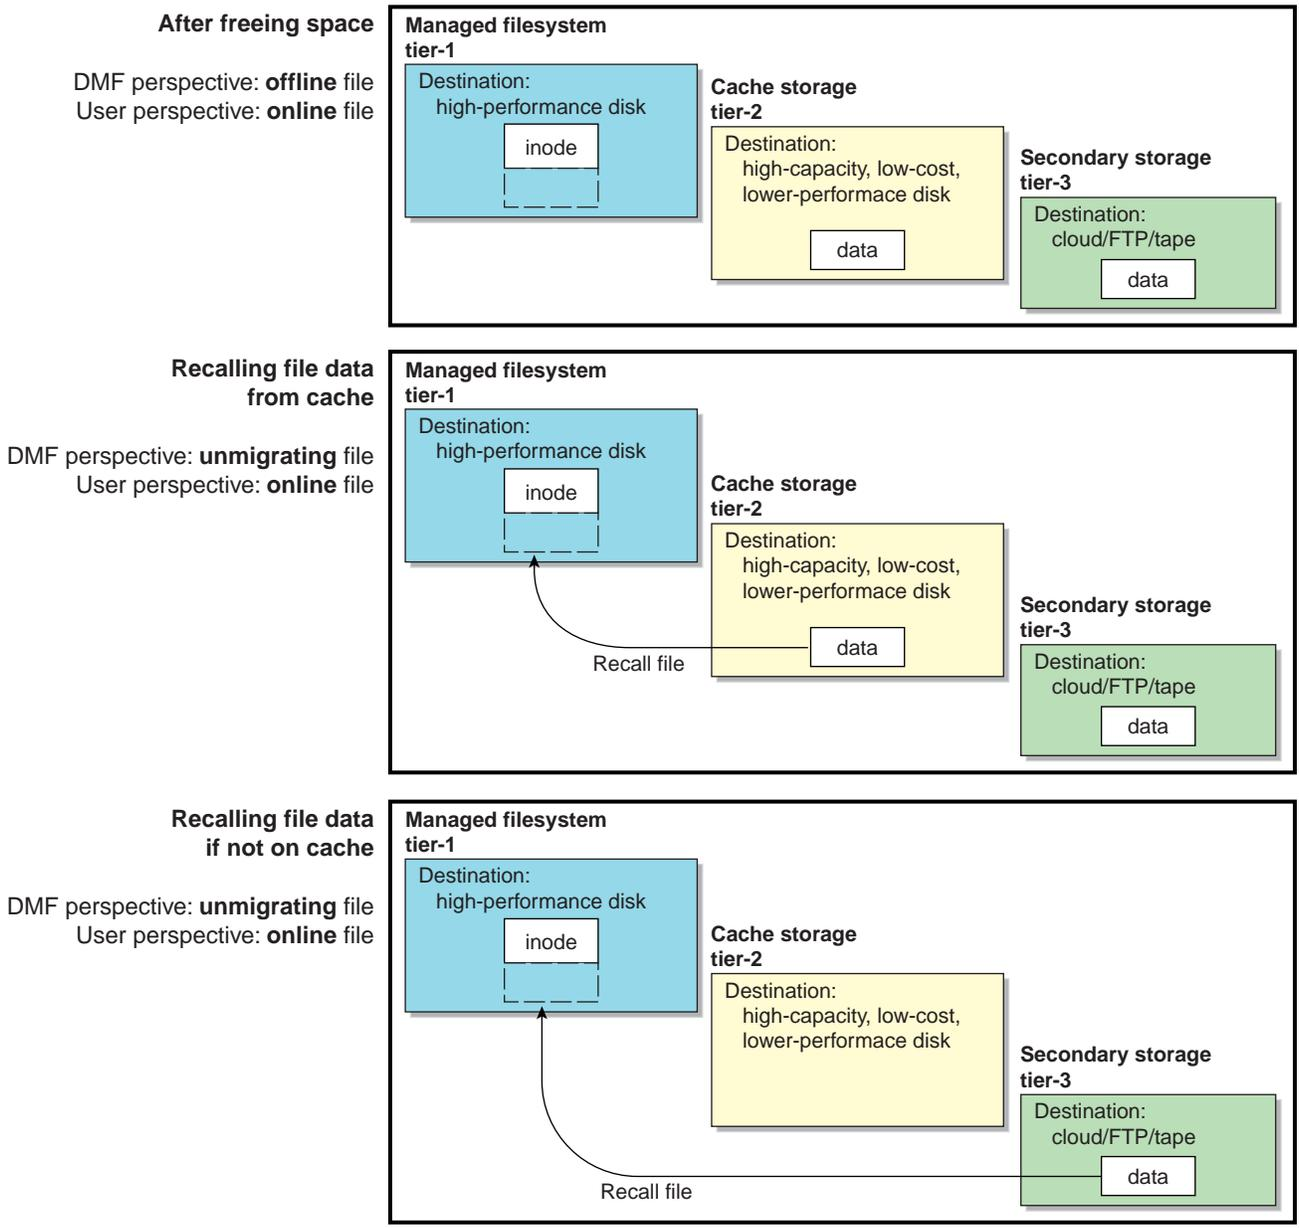 After freeing space
DMF perspective: offline file
User perspective: online file
Managed filesystem
tier-1
Destination:
high-performance disk
inode
Cache storage
tier-2
Destination:
high-capacity, low-cost,
lower-performace disk
data
Secondary storage
tier-3
Destination:
cloud/FTP/tape
data
Recalling file data
from cache
DMF perspective: unmigrating file
User perspective: online file
Managed filesystem
tier-1
Destination:
high-performance disk
inode
Cache storage
tier-2
Destination:
high-capacity, low-cost,
lower-performace disk
data
Recall file
Secondary storage
tier-3
Destination:
cloud/FTP/tape
data
Recalling file data
if not on cache
DMF perspective: unmigrating file
User perspective: online file
Managed filesystem
tier-1
Destination:
high-performance disk
inode
Cache storage
tier-2
Destination:
high-capacity, low-cost,
lower-performace disk
Secondary storage
tier-3
Destination:
cloud/FTP/tape
data
Recall file